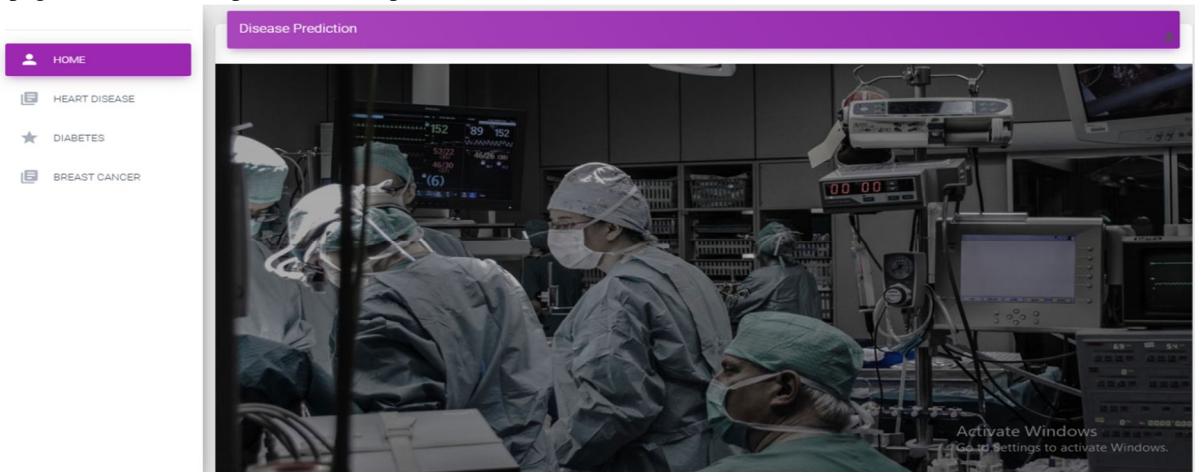 Disease Prediction
HOME
HEART DISEASE
DIABETES
BREAST CANCER
152
89 152
(6)
00 00
Activate Windows
Go to Settings to activate Windows.